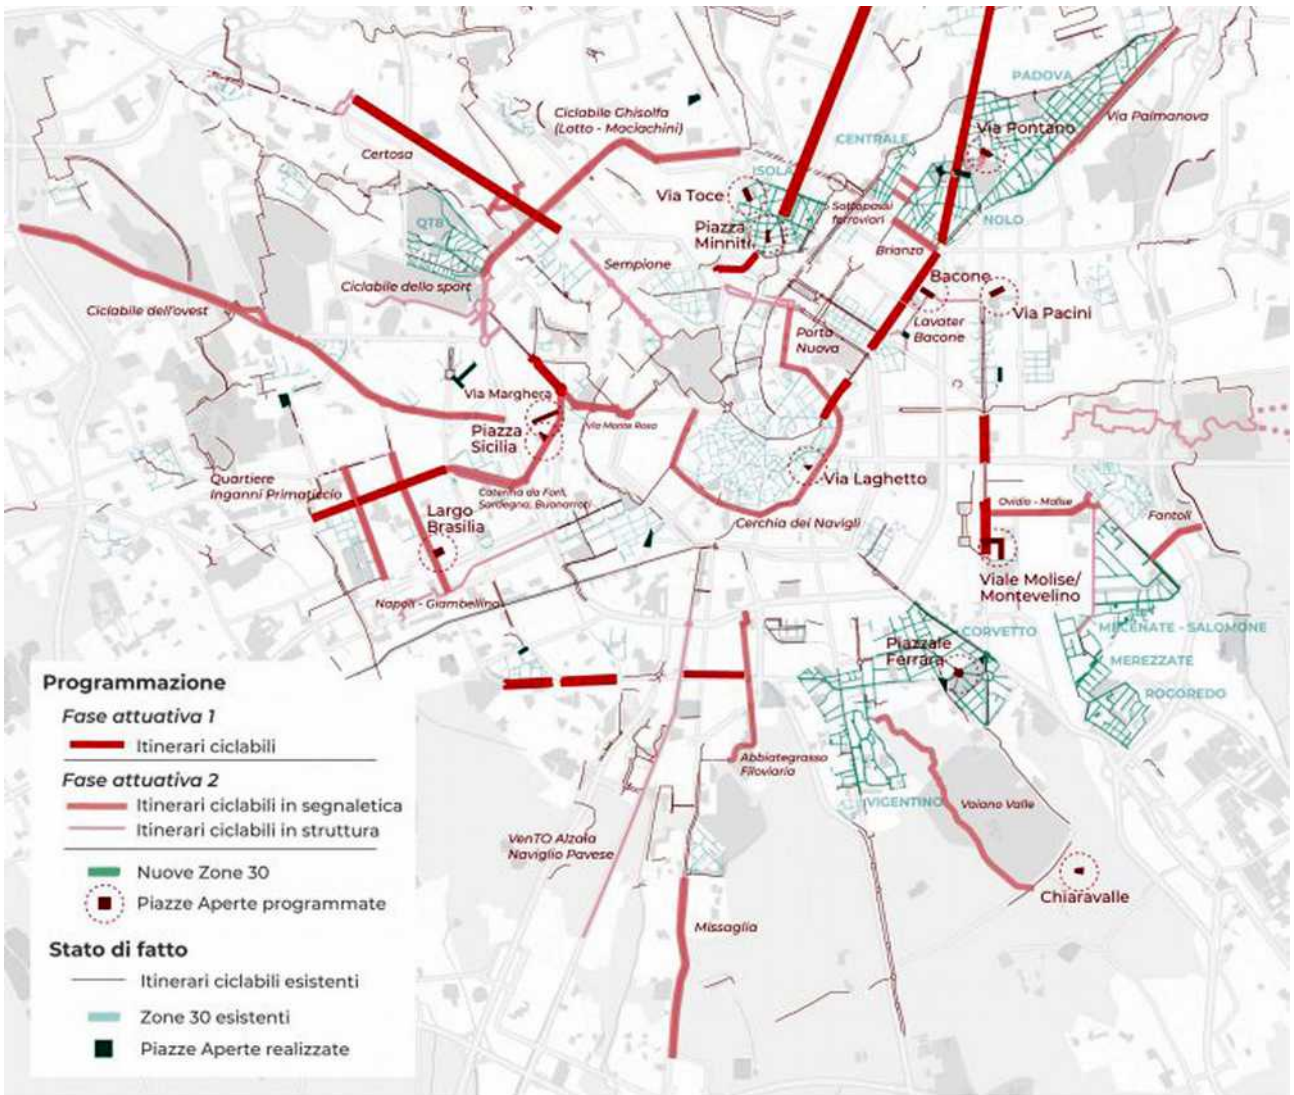 PADOVA
Ciclabile Ghisolfa
(Lotto - Maciachini)
Via Palmanova
Via Pontano
CENTRALE
Certosa
ISOLA
Via Toce
Sottopassi
ferroviari
NOLO
QT8
Piazza
Minniti
Brianza
Sempione
Bacone
Ciclabile dello sport
Ciclabile dell'ovest
Via Pacini
Lavater
Bacone
Porta
Nuova
Via Marghera
Piazza
Sicilia
Via Monte Rosa
Quartiere
Inganni Primaticcio
Via Laghetto
Caterina da Forlì,
Sardegna, Buonarroti
Largo
Brasilia
Cerchia dei Navigli
Ovidio - Molise
Fantoli
Viale Molise/
Montevelino
Napoli - Giambellino
CORVETTO
MECENATE - SALOMONE
Piazzale
Ferrara
MEREZZATE
ROGOREDO
Abbiategrasso
Filoviaria
VIGENTINO
Vaiano Valle
VenTO Alzaia
Naviglio Pavese
Chiaravalle
Missaglia
Programmazione
Fase attuativa 1
Itinerari ciclabili
Fase attuativa 2
Itinerari ciclabili in segnaletica
Itinerari ciclabili in struttura
Nuove Zone 30
Piazze Aperte programmate
Stato di fatto
Itinerari ciclabili esistenti
Zone 30 esistenti
Piazze Aperte realizzate